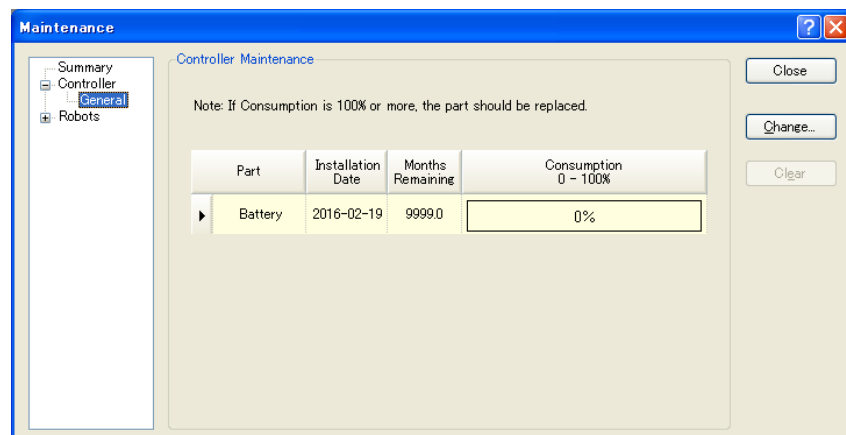 Maintenance
Summary
Controller
General
Robots
Controller Maintenance
Note: If Consumption is 100% or more, the part should be replaced.
Part
Installation
Date
Months
Remaining
Consumption
0 - 100%
Battery
2016-02-19
9999.0
0%
Close
Change...
Clear